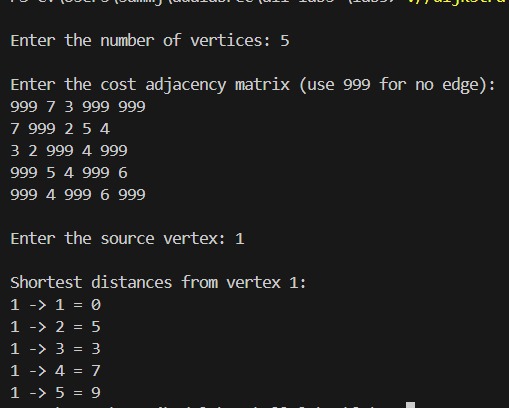 Enter the number of vertices: 5
Enter the cost adjacency matrix (use 999 for no edge):
999 7 3 999 999
7 999 2 5 4
3 2 999 4 999
999 5 4 999 6
999 4 999 6 999
Enter the source vertex: 1
Shortest distances from vertex 1:
1 -> 1 = 0
1 -> 2 = 5
1 -> 3 = 3
1 -> 4 = 7
1 -> 5 = 9